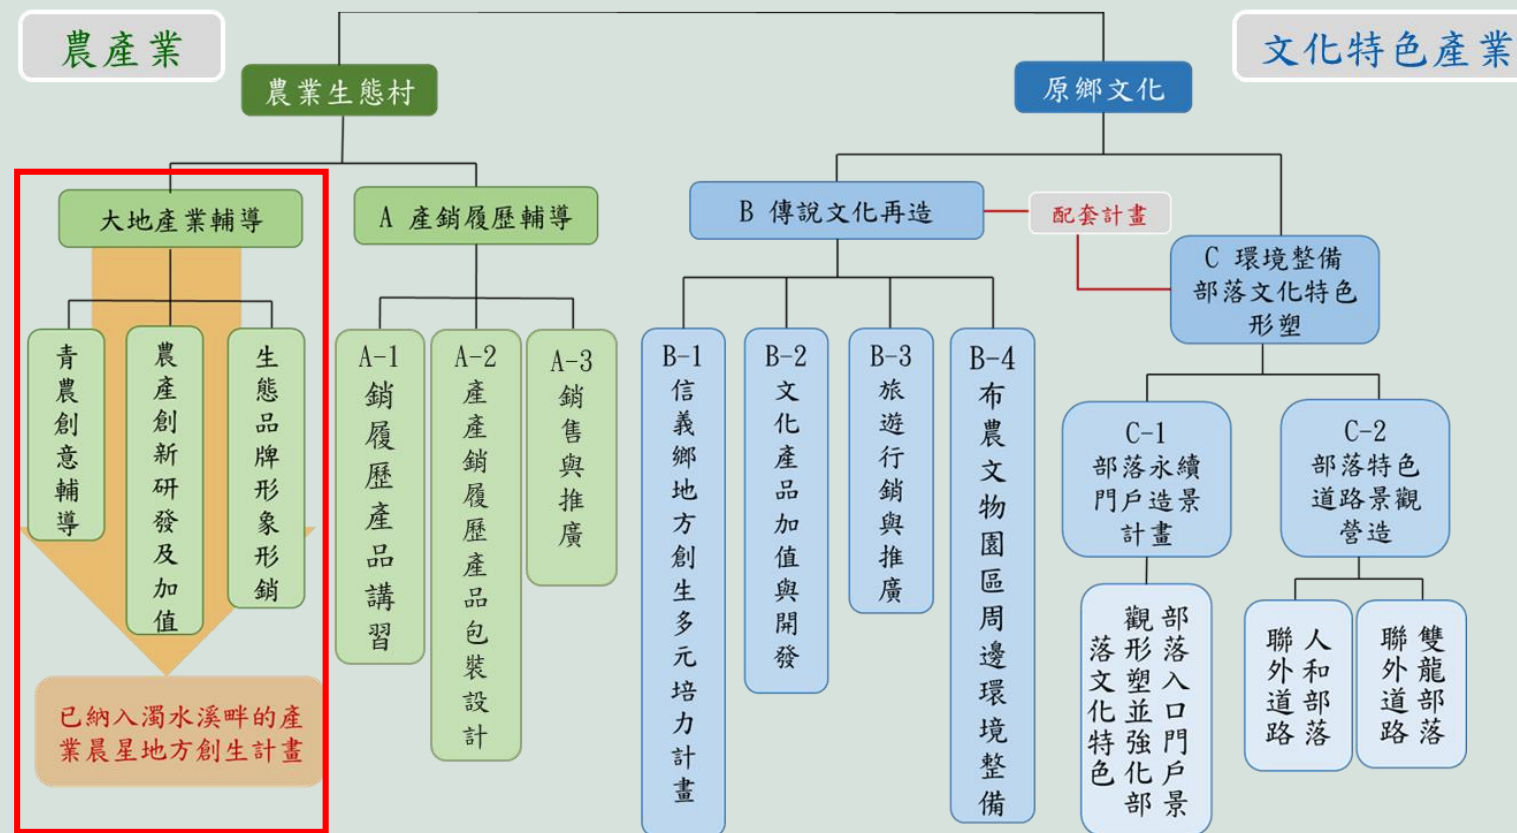 農產業
文化特色產業
農業生態村
原鄉文化
大地產業輔導
A 產銷履歷輔導
B 傳說文化再造
配套計畫
C 環境整備
部落文化特色
形塑
青農創意輔導
農產創新研發及加值
生態品牌形象形銷
A-1
銷履歷產品講習
A-2
產產銷履歷產品包裝設計
A-3
銷售與推廣
B-1
信義鄉地方創生多元培力計畫
B-2
文化產品加值與開發
B-3
旅遊行銷與推廣
B-4
布農文物園區周邊環境整備
C-1
部落永續
門戶造景
計畫
C-2
部落特色
道路景觀
營造
部落入口門戶景
觀形塑並強化部
落文化特色
人和部落
聯外道路
雙龍部落
聯外道路
已納入濁水溪畔的產
業晨星地方創生計畫